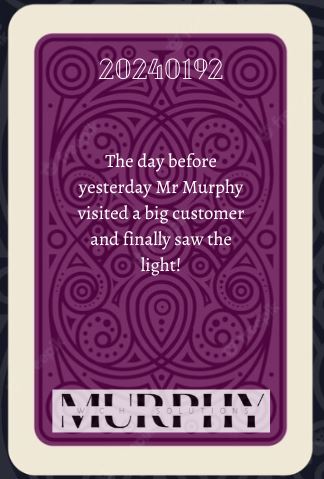 20240192
The day before
yesterday Mr Murphy
visited a big customer
and finally saw the
light!
MURPHY
W.C.H. SOLUTIONS